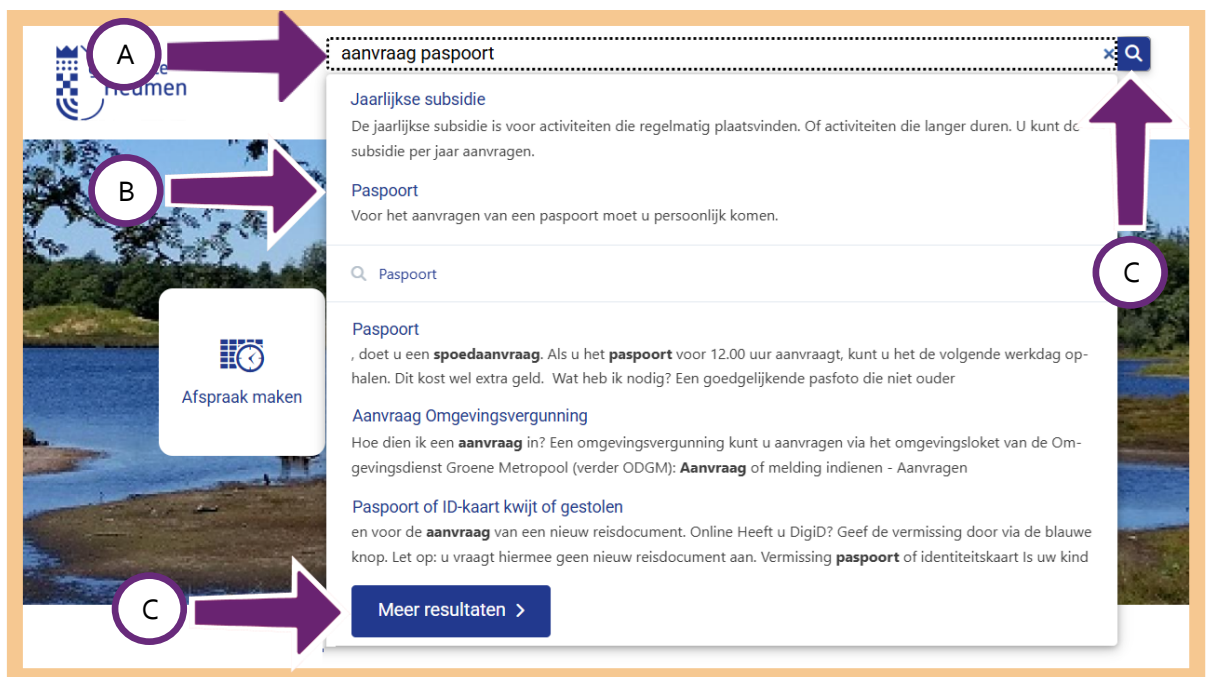 A
aanvraag paspoort
heumen
Jaarlijkse subsidie
De jaarlijkse subsidie is voor activiteiten die regelmatig plaatsvinden. Of activiteiten die langer duren. U kunt
subsidie per jaar aanvragen.
B
Paspoort
Voor het aanvragen van een paspoort moet u persoonlijk komen.
C
Paspoort
Paspoort
, doet u een spoedaanvraag. Als u het paspoort voor 12.00 uur aanvraagt, kunt u het de volgende werkdag op-
halen. Dit kost wel extra geld. Wat heb ik nodig? Een goedgelijkende pasfoto die niet ouder
Afspraak maken
Aanvraag Omgevingsvergunning
Hoe dien ik een aanvraag in? Een omgevingsvergunning kunt u aanvragen via het omgevingsloket van de Om-
gevingsdienst Groene Metropool (verder ODGM): Aanvraag of melding indienen - Aanvragen
Paspoort of ID-kaart kwijt of gestolen
en voor de aanvraag van een nieuw reisdocument. Online Heeft u DigiD? Geef de vermissing door via de blauwe
knop. Let op: u vraagt hiermee geen nieuw reisdocument aan. Vermissing paspoort of identiteitskaart Is uw kind
C
Meer resultaten